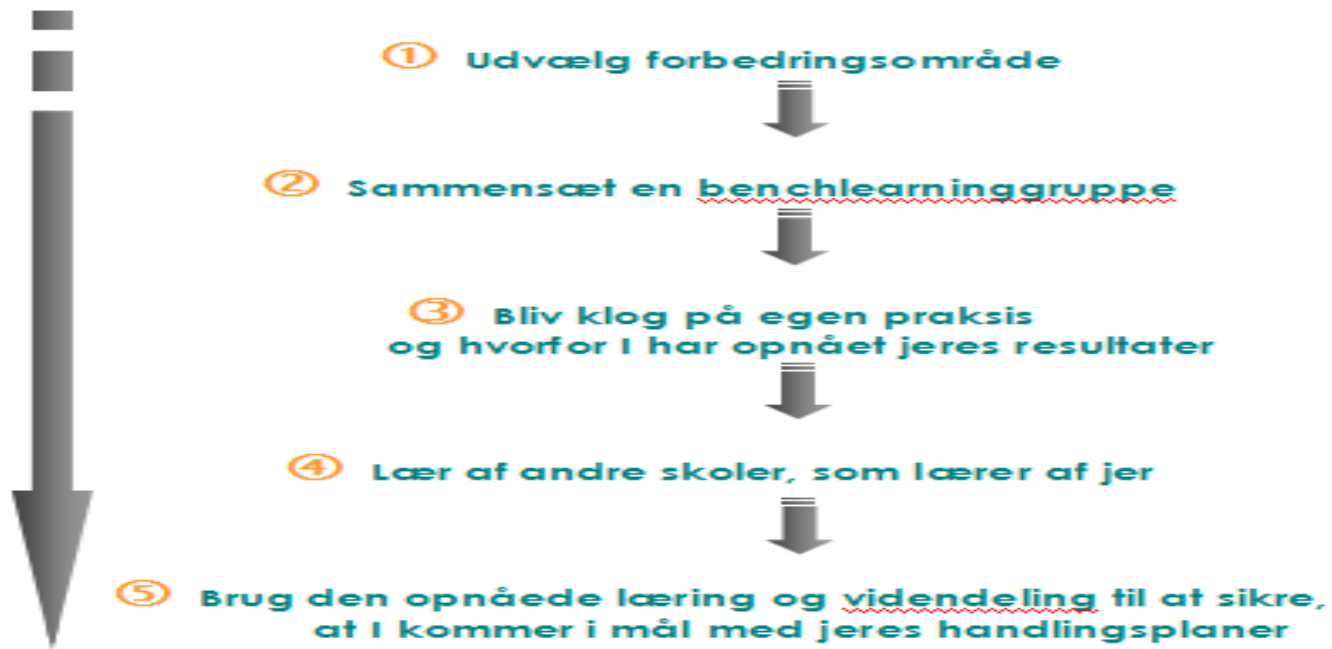 ① Udvælg forbedringsområde
② Sammensæt en benchlearninggruppe
③ Bliv klog på egen praksis
og hvorfor I har opnået jeres resultater
④ Lær af andre skoler, som lærer af jer
⑤ Brug den opnåede læring og videndeling til at sikre,
at I kommer i mål med jeres handlingsplaner